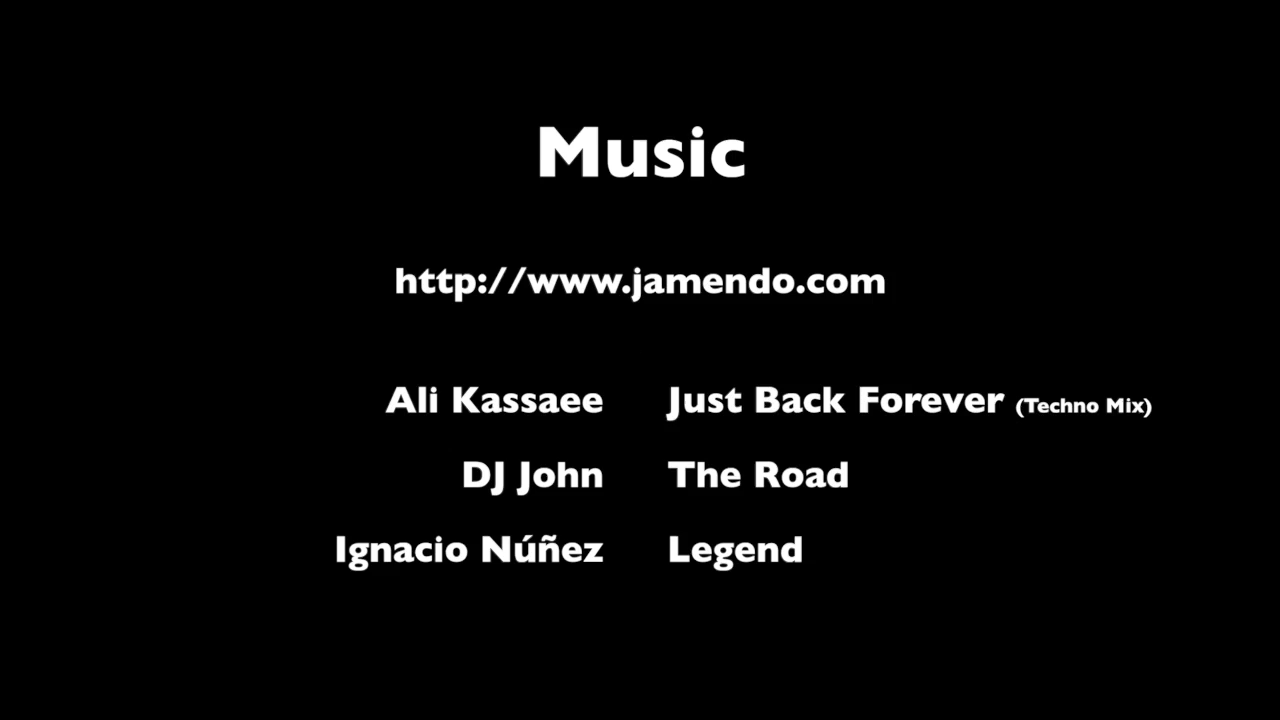 Music
http://www.jamendo.com
Ali Kassaee Just Back Forever (Techno Mix)
DJ John The Road
Ignacio Núñez Legend